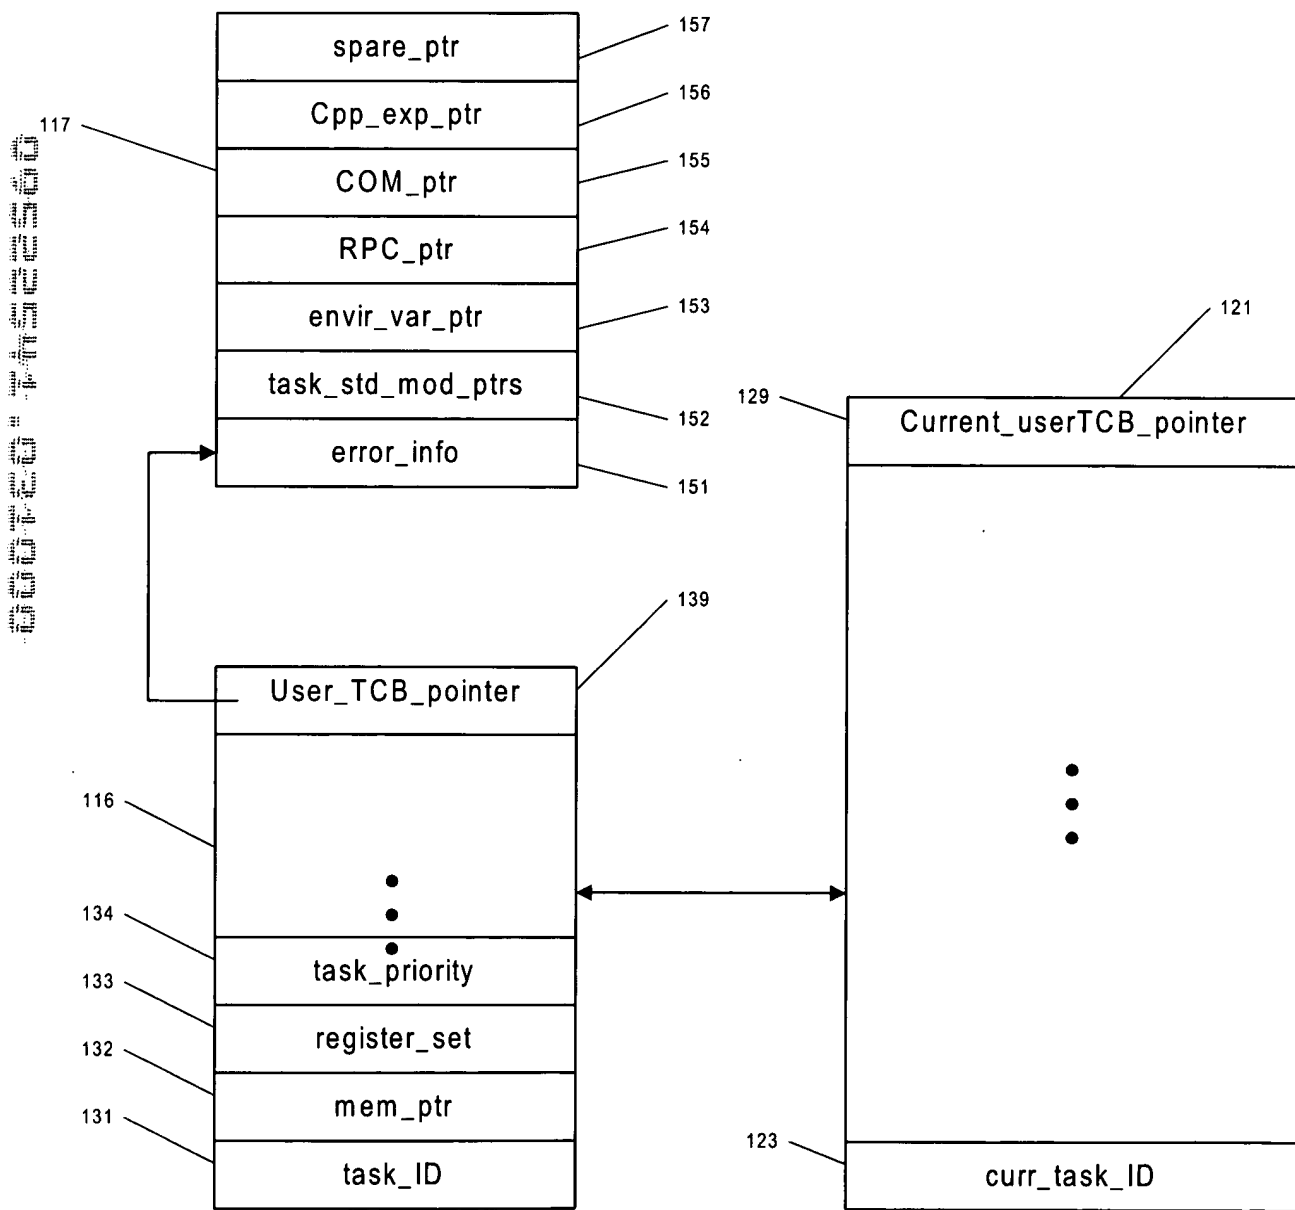 spare_ptr
157
Cpp_exp_ptr
156
117
COM_ptr
155
RPC_ptr
154
envir_var_ptr
153
task_std_mod_ptrs
152
error_info
151
121
129
Current_userTCB_pointer
139
User_TCB_pointer
116
134
task_priority
133
register_set
132
mem_ptr
131
task_ID
123
curr_task_ID